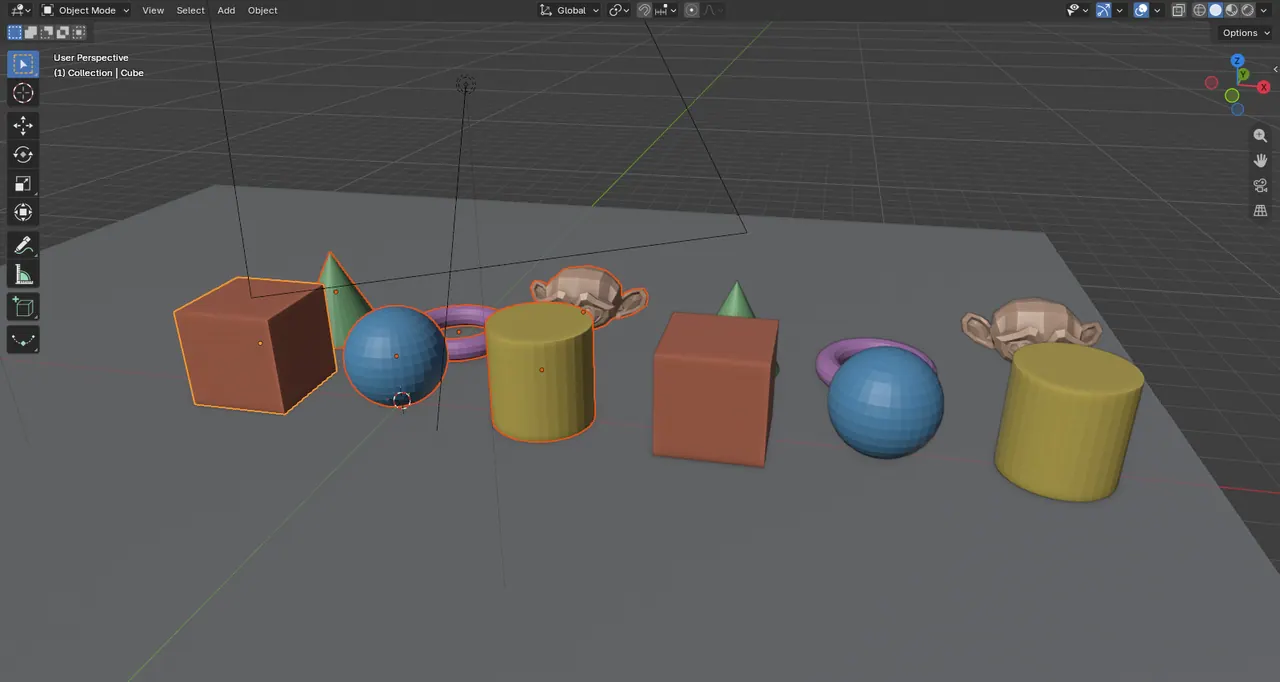 Object Mode View Select Add Object Global
Options
User Perspective
(1) Collection | Cube
Z
Y
X